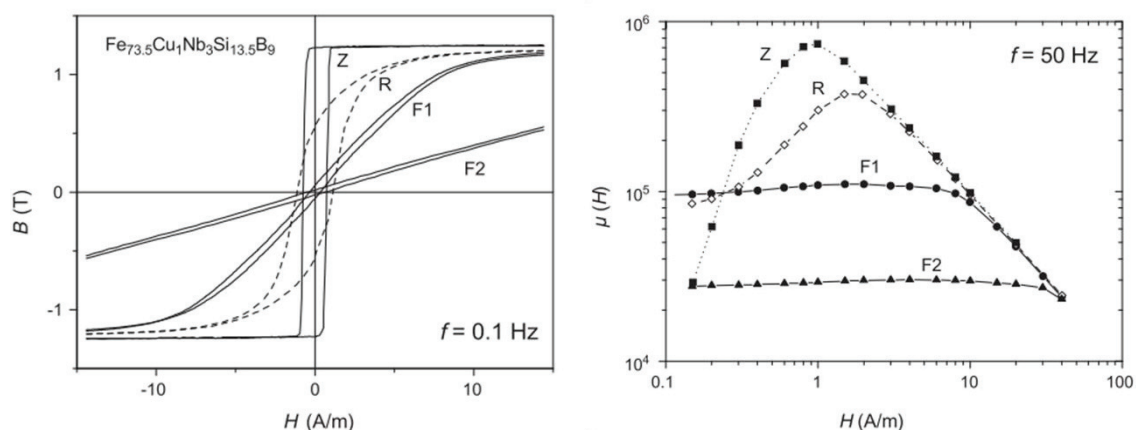 Fe73.5Cu1Nb3Si13.5B9
Z
R
F1
F2
f = 0.1 Hz
B (T)
1
0
-1
-10
0
10
H (A/m)
f = 50 Hz
Z
R
F1
F2
μ (H)
10^6
10^5
10^4
0.1
1
10
100
H (A/m)